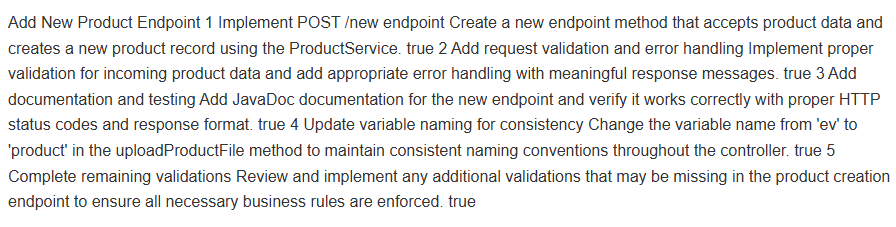 Add New Product Endpoint 1 Implement POST /new endpoint Create a new endpoint method that accepts product data and
creates a new product record using the ProductService. true 2 Add request validation and error handling Implement proper
validation for incoming product data and add appropriate error handling with meaningful response messages. true 3 Add
documentation and testing Add JavaDoc documentation for the new endpoint and verify it works correctly with proper HTTP
status codes and response format. true 4 Update variable naming for consistency Change the variable name from 'ev' to
'product' in the uploadProductFile method to maintain consistent naming conventions throughout the controller. true 5
Complete remaining validations Review and implement any additional validations that may be missing in the product creation
endpoint to ensure all necessary business rules are enforced. true